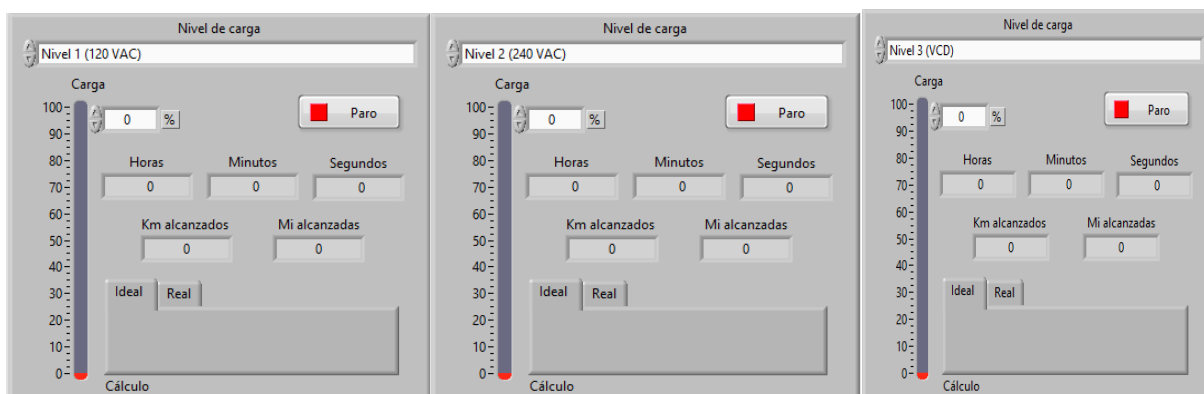 Nivel de carga
Nivel 1 (120 VAC)
Carga
100
90
80
70
60
50
40
30
20
10
0
0 %
Paro
Horas Minutos Segundos
0 0 0
Km alcanzados Mi alcanzadas
0 0
Ideal Real
Cálculo
Nivel de carga
Nivel 2 (240 VAC)
Carga
100
90
80
70
60
50
40
30
20
10
0
0 %
Paro
Horas Minutos Segundos
0 0 0
Km alcanzados Mi alcanzadas
0 0
Ideal Real
Cálculo
Nivel de carga
Nivel 3 (VCD)
Carga
100
90
80
70
60
50
40
30
20
10
0
0 %
Paro
Horas Minutos Segundos
0 0 0
Km alcanzados Mi alcanzadas
0 0
Ideal Real
Cálculo